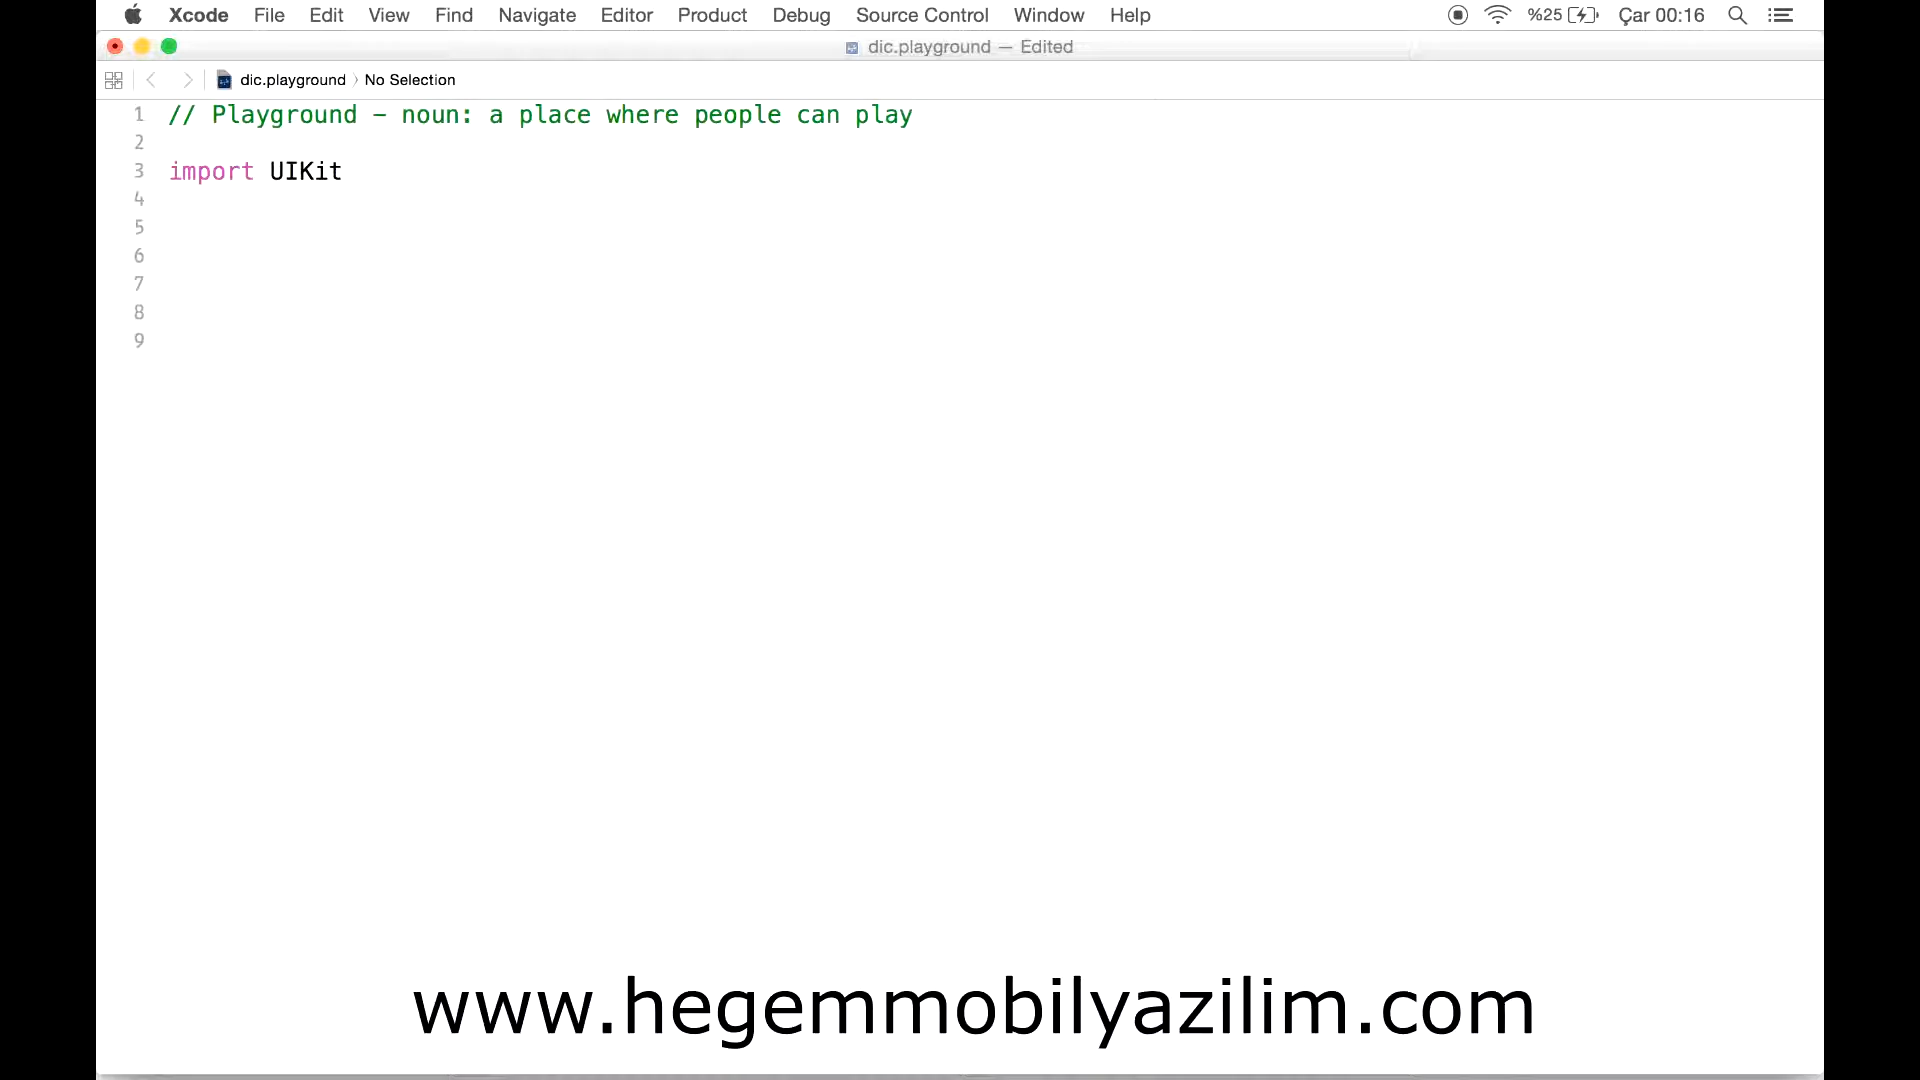 Xcode File Edit View Find Navigate Editor Product Debug Source Control Window Help %25 Çar 00:16
dic.playground — Edited
dic.playground No Selection
1 // Playground - noun: a place where people can play
2
3 import UIKit
4
5
6
7
8
9
www.hegemmobilyazilim.com